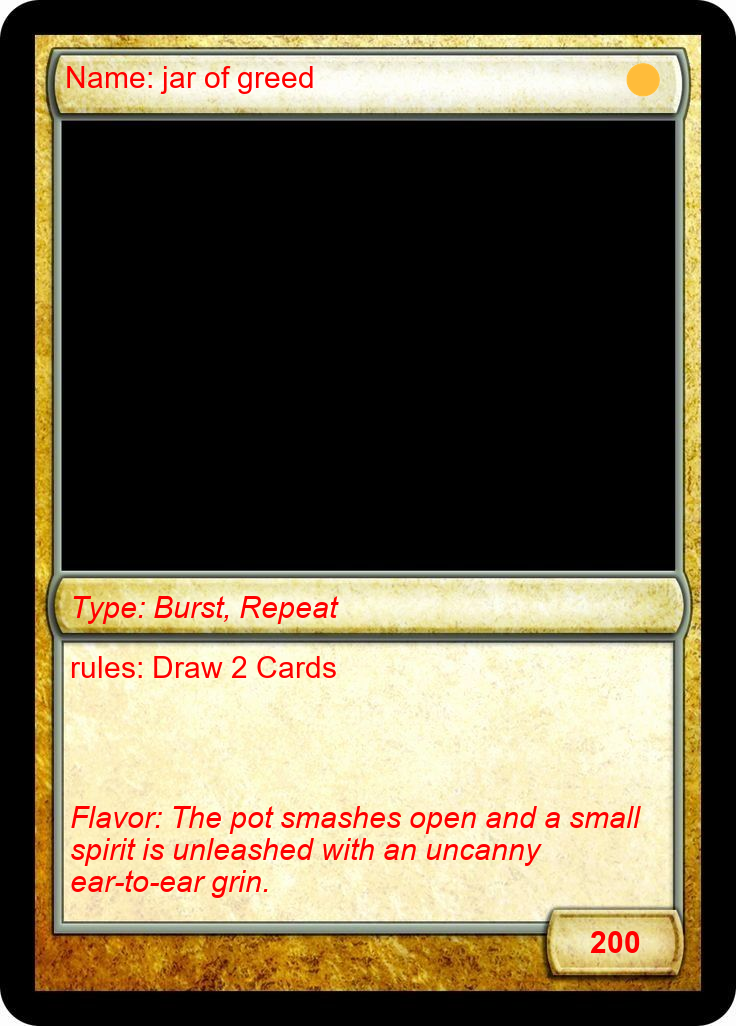 Name: jar of greed
Type: Burst, Repeat
rules: Draw 2 Cards
Flavor: The pot smashes open and a small
spirit is unleashed with an uncanny
ear-to-ear grin.
200